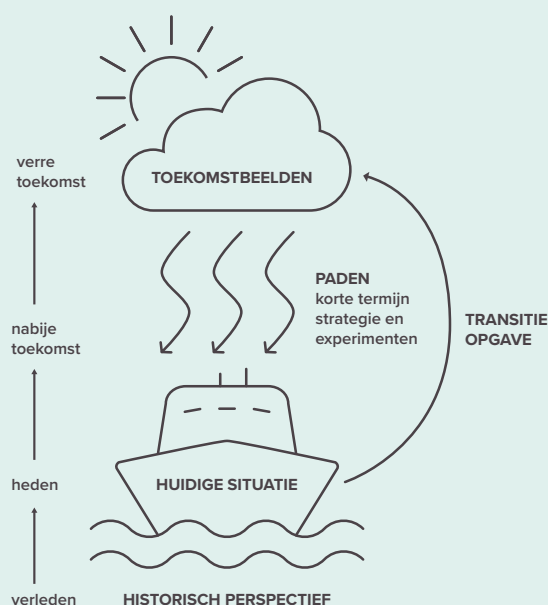 verre
toekomst
TOEKOMSTBEELDEN
PADEN
korte termijn
strategie en
experimenten
TRANSITIE
OPGAVE
nabije
toekomst
heden
HUIDIGE SITUATIE
verleden
HISTORISCH PERSPECTIEF